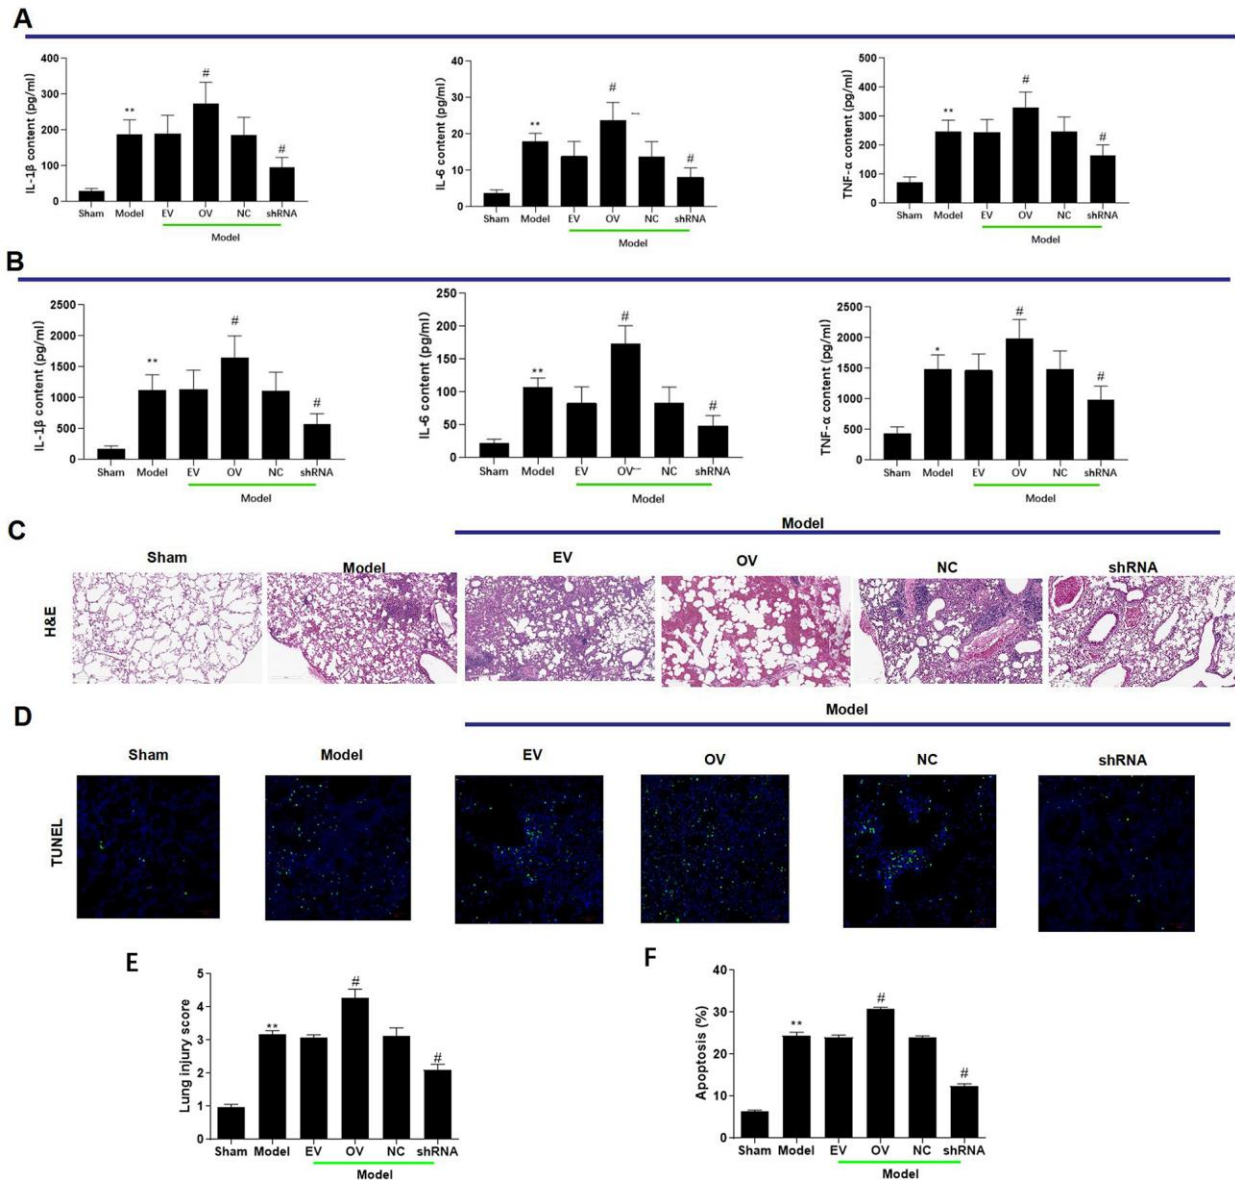 A
IL-1β content (pg/ml)
400
300
200
100
0
**
#
#
Sham Model EV OV NC shRNA
Model
IL-6 content (pg/ml)
40
30
20
10
0
**
#
#
Sham Model EV OV NC shRNA
Model
TNF-α content (pg/ml)
500
400
300
200
100
0
**
#
#
Sham Model EV OV NC shRNA
Model
B
IL-1β content (pg/ml)
2500
2000
1500
1000
500
0
**
#
#
Sham Model EV OV NC shRNA
Model
IL-6 content (pg/ml)
250
200
150
100
50
0
**
#
#
Sham Model EV OV NC shRNA
Model
TNF-α content (pg/ml)
2500
2000
1500
1000
500
0
*
#
#
Sham Model EV OV NC shRNA
Model
C
Model
Sham Model EV OV NC shRNA
H&E
D
Model
Sham Model EV OV NC shRNA
TUNEL
E
Lung injury score
5
4
3
2
1
0
**
#
#
Sham Model EV OV NC shRNA
Model
F
Apoptosis (%)
40
30
20
10
0
**
#
#
Sham Model EV OV NC shRNA
Model